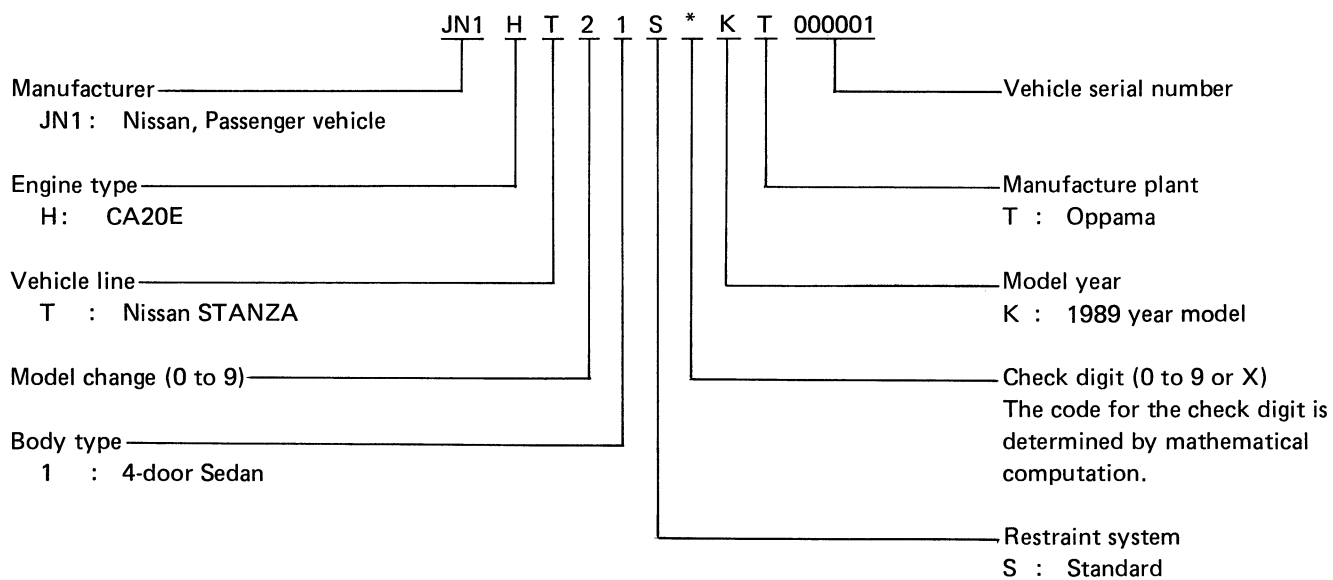 JN1 H T 2 1 S * K T 000001
Manufacturer
JN1 : Nissan, Passenger vehicle
Engine type
H : CA20E
Vehicle line
T : Nissan STANZA
Model change (0 to 9)
Body type
1 : 4-door Sedan
Vehicle serial number
Manufacture plant
T : Oppama
Model year
K : 1989 year model
Check digit (0 to 9 or X)
The code for the check digit is
determined by mathematical
computation.
Restraint system
S : Standard